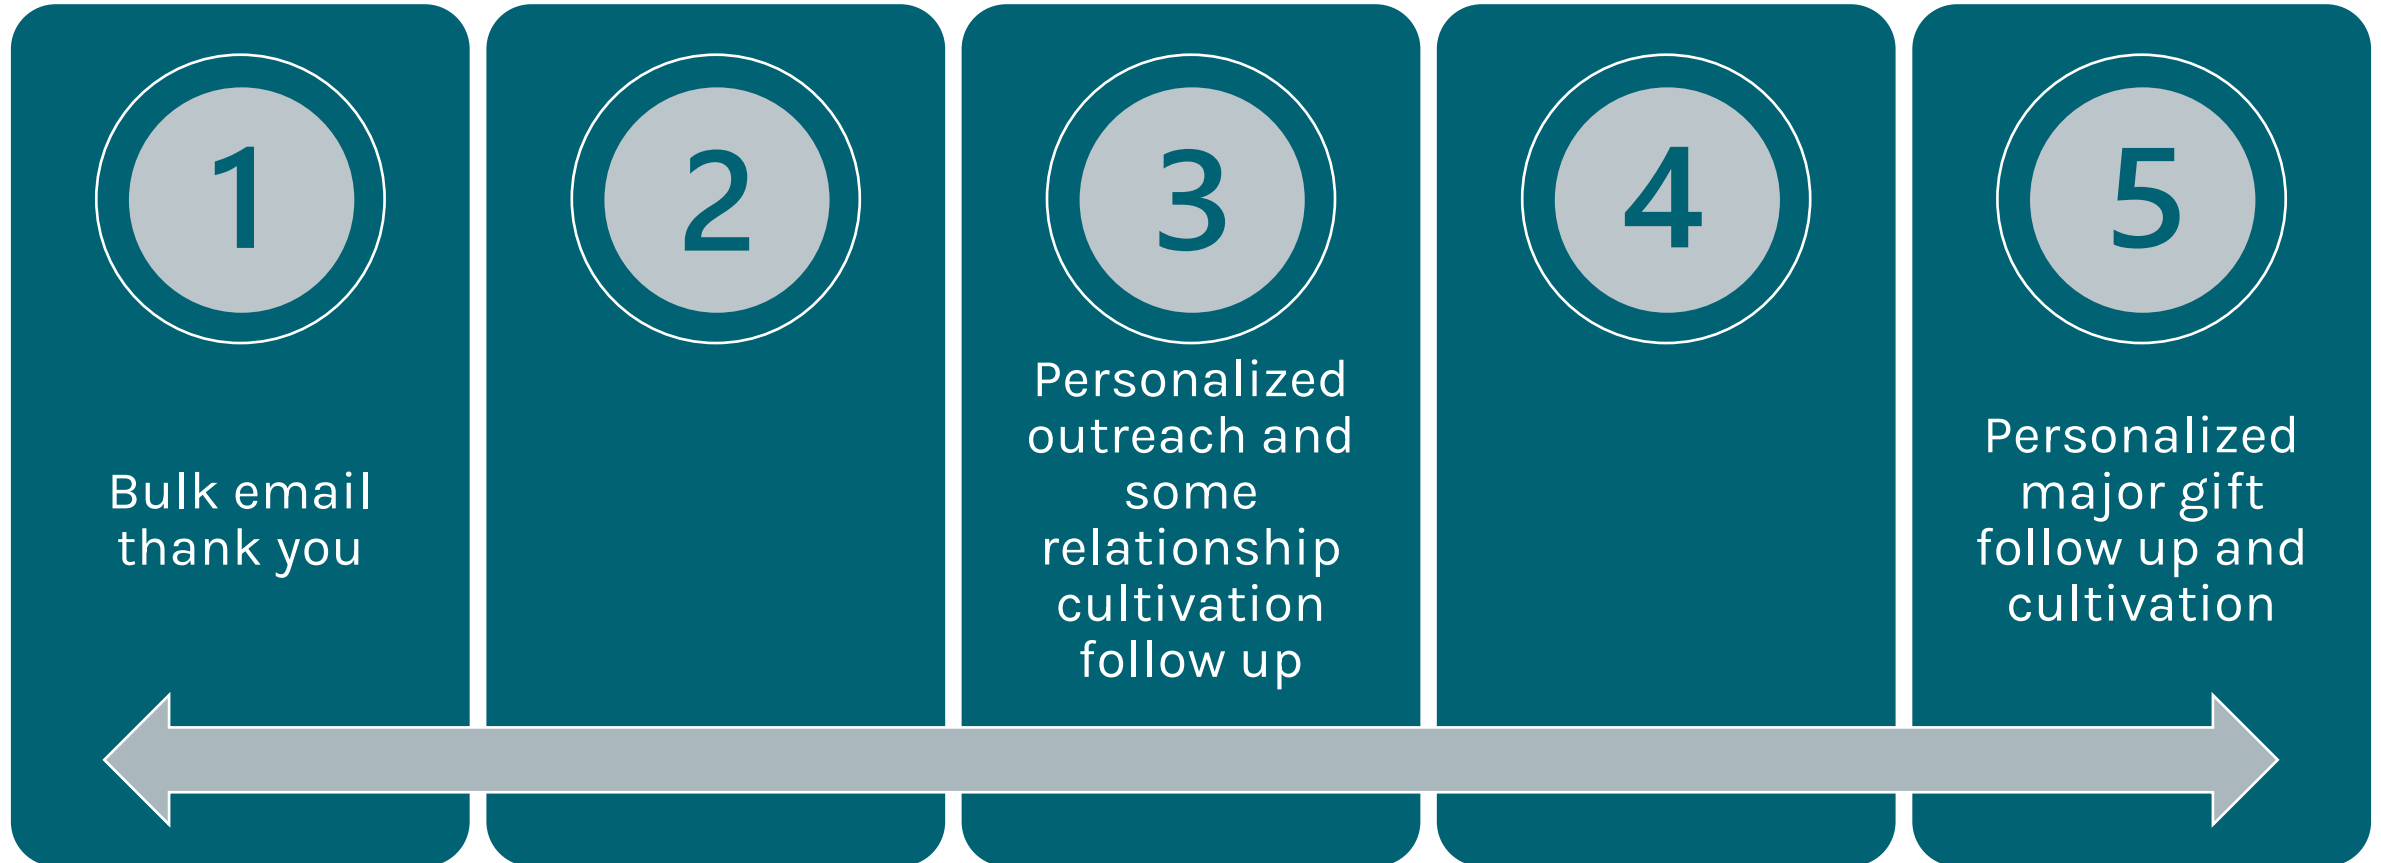 1
Bulk email
thank you
2
3
Personalized
outreach and
some
relationship
cultivation
follow up
4
5
Personalized
major gift
follow up and
cultivation